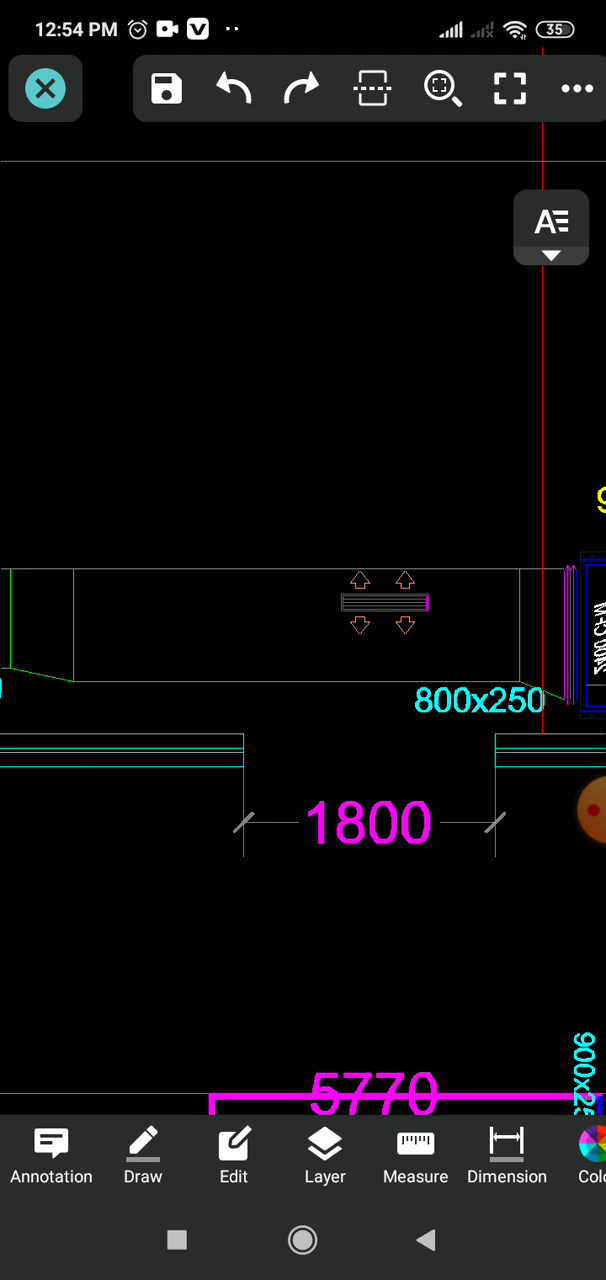 12:54 PM
35
A
800x250
1800
5770
Annotation
Draw
Edit
Layer
Measure
Dimension